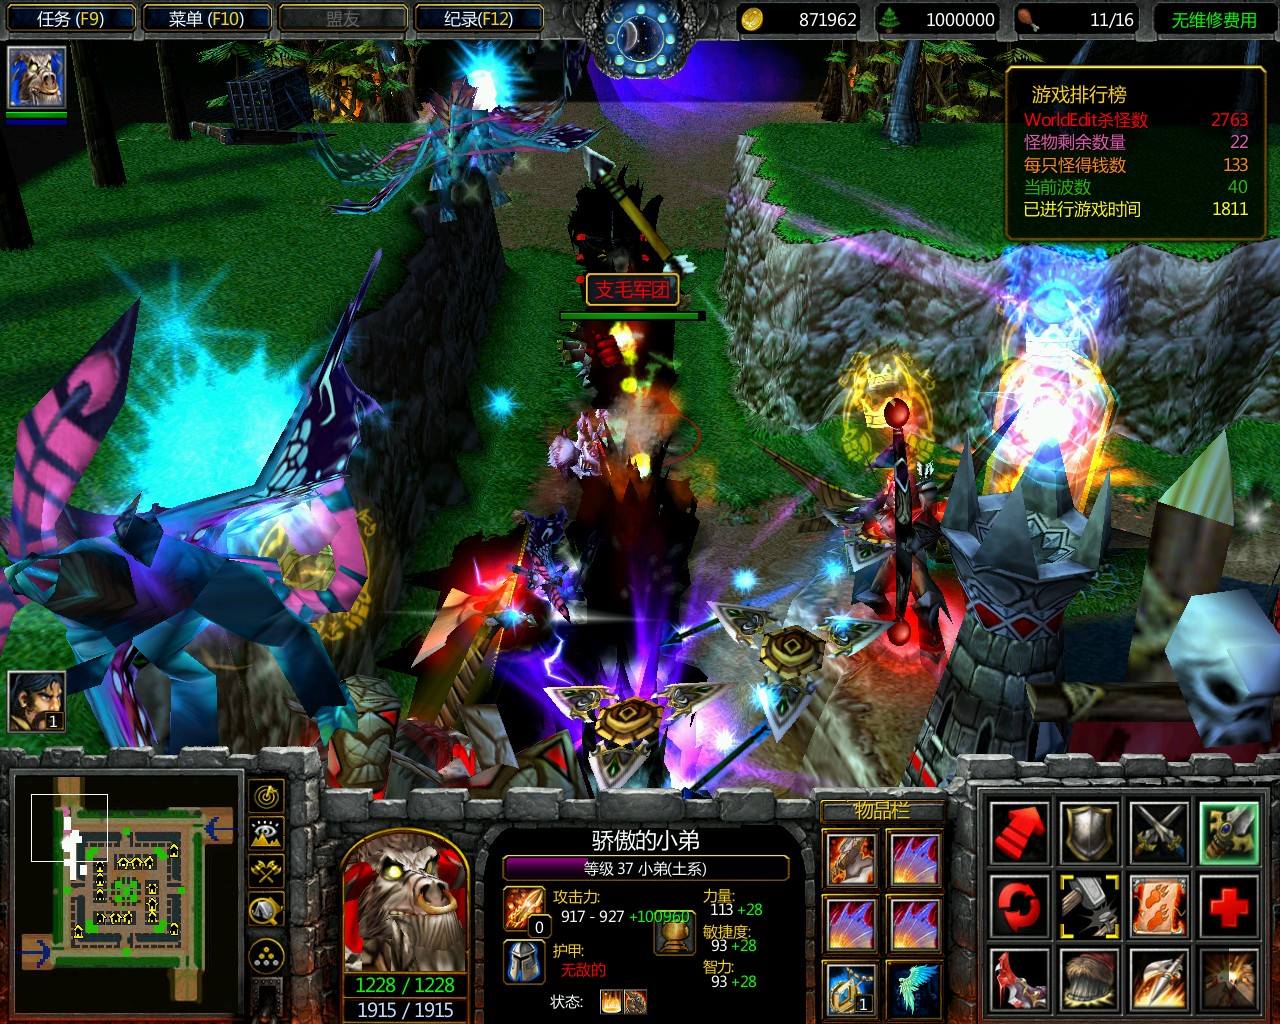 任务 (F9)
菜单 (F10)
盟友
纪录(F12)
871962
1000000
11/16
无维修费用
游戏排行榜
WorldEdit杀怪数 2763
怪物剩余数量 22
每只怪得钱数 133
当前波数 40
已进行游戏时间 1811
支毛军团
1
骄傲的小弟
等级 37 小弟(土系)
攻击力:
917 - 927 +100960
0
护甲:
无敌的
状态:
力量:
113 +28
敏捷度:
93 +28
智力:
93 +28
1228 / 1228
1915 / 1915
物品栏
1